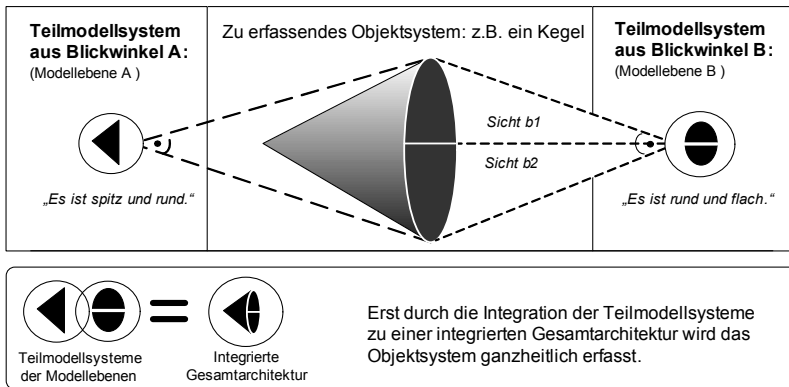 Teilmodellsystem
aus Blickwinkel A:
(Modellebene A )
Zu erfassendes Objektsystem: z.B. ein Kegel
Teilmodellsystem
aus Blickwinkel B:
(Modellebene B )
Sicht b1
Sicht b2
„Es ist spitz und rund.“
„Es ist rund und flach.“
Teilmodellsysteme
der Modellebenen
Integrierte
Gesamtarchitektur
Erst durch die Integration der Teilmodellsysteme
zu einer integrierten Gesamtarchitektur wird das
Objektsystem ganzheitlich erfasst.